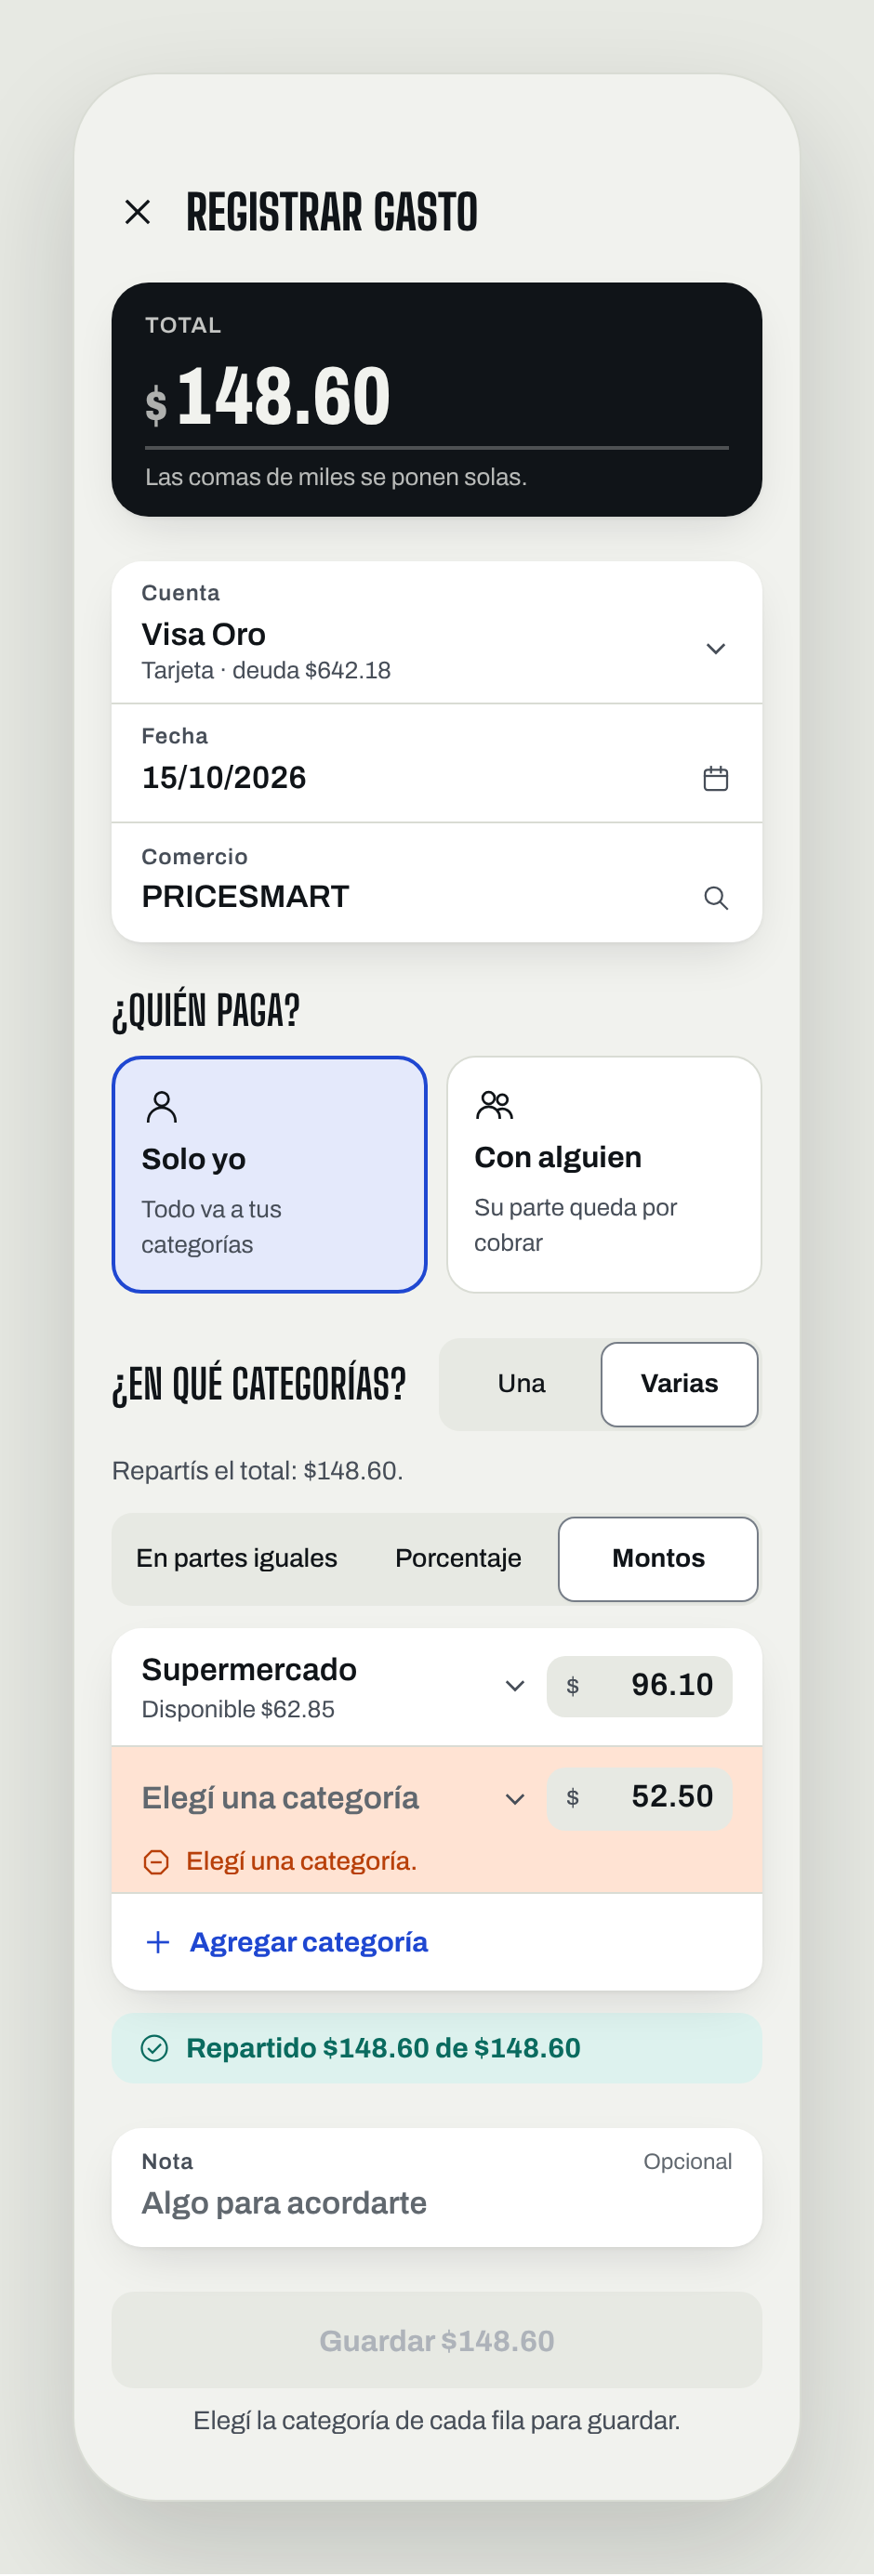 REGISTRAR GASTO
TOTAL
$ 148.60
Las comas de miles se ponen solas.
Cuenta
Visa Oro
Tarjeta · deuda $642.18
Fecha
15/10/2026
Comercio
PRICESMART
¿QUIÉN PAGA?
Solo yo
Todo va a tus
categorías
Con alguien
Su parte queda por
cobrar
¿EN QUÉ CATEGORÍAS?
Una
Varias
Repartís el total: $148.60.
En partes iguales
Porcentaje
Montos
Supermercado
Disponible $62.85
$ 96.10
Elegí una categoría
$ 52.50
Elegí una categoría.
Agregar categoría
Repartido $148.60 de $148.60
Nota
Opcional
Algo para acordarte
Guardar $148.60
Elegí la categoría de cada fila para guardar.